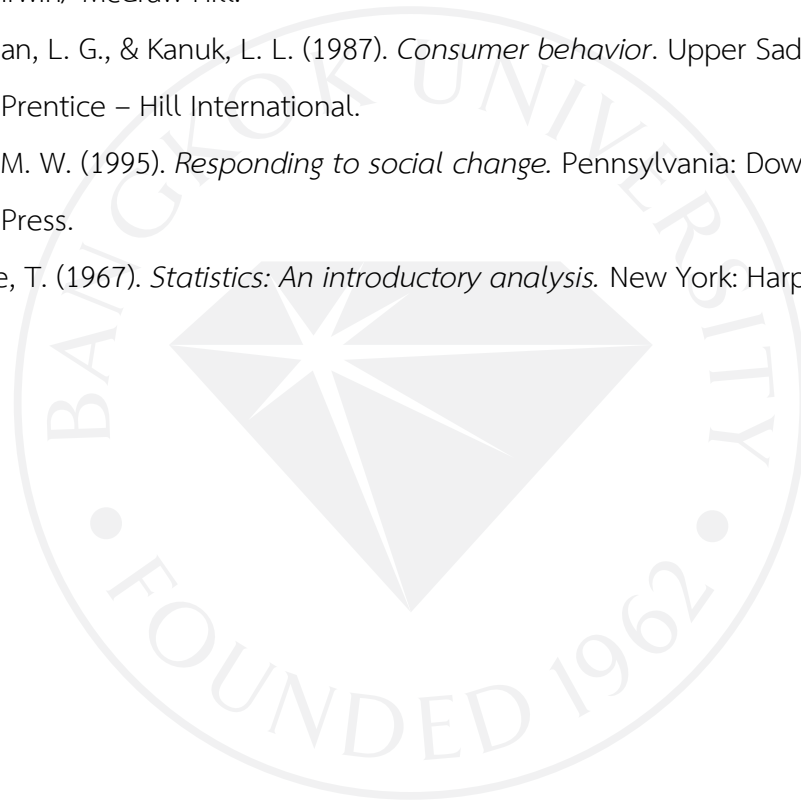 Irwin/ McGraw-Hill.
an, L. G., & Kanuk, L. L. (1987). Consumer behavior. Upper Sad
Prentice – Hill International.
M. W. (1995). Responding to social change. Pennsylvania: Dow
Press.
e, T. (1967). Statistics: An introductory analysis. New York: Harp
BANGKOK UNIVERSITY
• FOUNDED 1962 •